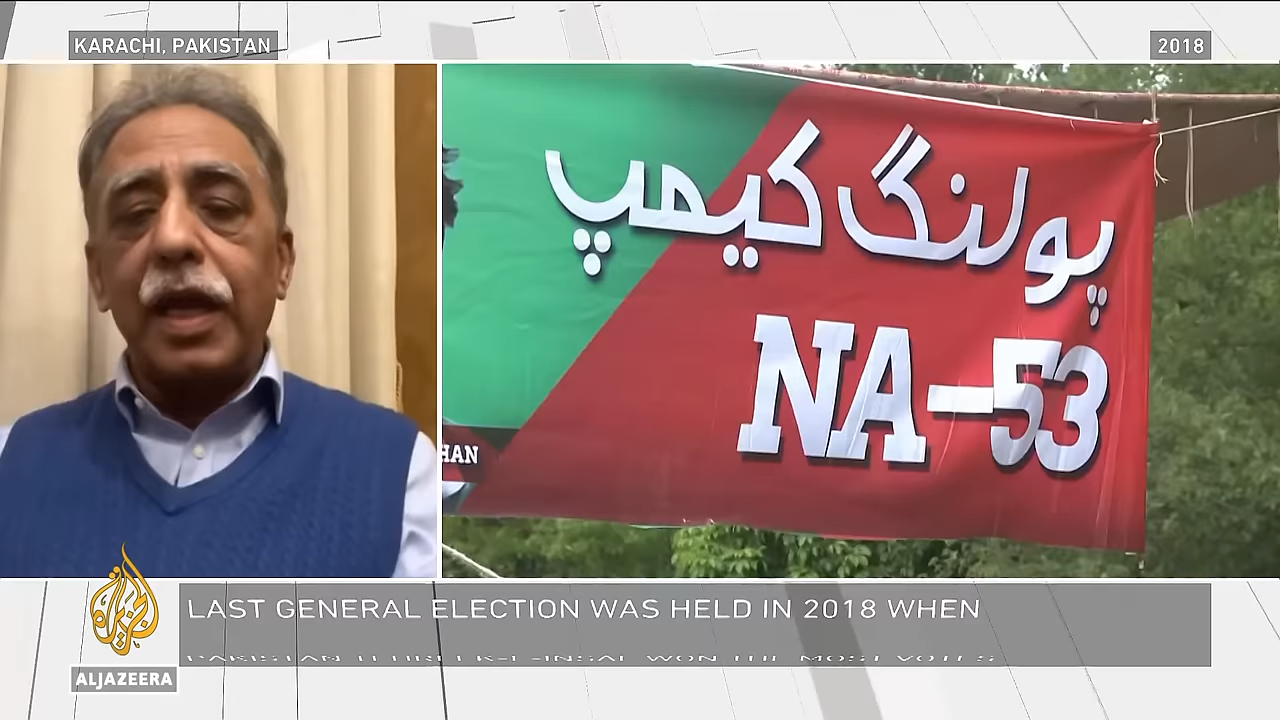 KARACHI, PAKISTAN
2018
پولنگ کیمپ
NA-53
HAN
LAST GENERAL ELECTION WAS HELD IN 2018 WHEN
ALJAZEERA